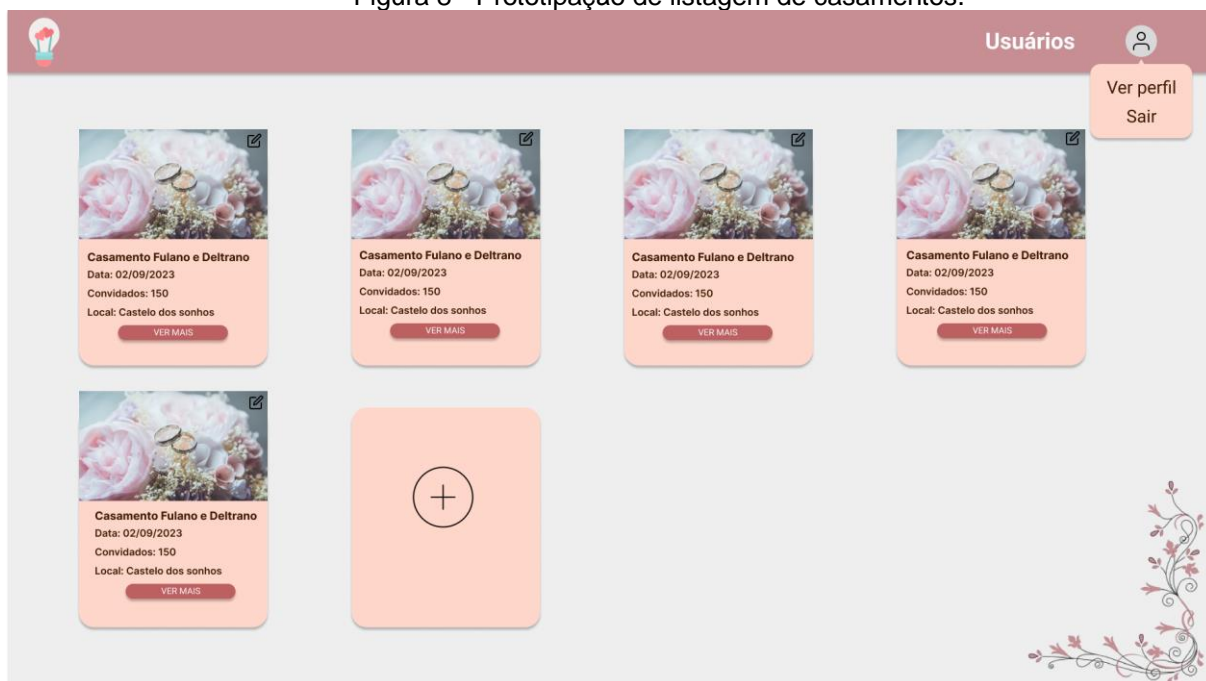 Figura 8 - Prototipação de listagem de casamentos.
Usuários
Ver perfil
Sair
Casamento Fulano e Deltrano
Data: 02/09/2023
Convidados: 150
Local: Castelo dos sonhos
VER MAIS
Casamento Fulano e Deltrano
Data: 02/09/2023
Convidados: 150
Local: Castelo dos sonhos
VER MAIS
Casamento Fulano e Deltrano
Data: 02/09/2023
Convidados: 150
Local: Castelo dos sonhos
VER MAIS
Casamento Fulano e Deltrano
Data: 02/09/2023
Convidados: 150
Local: Castelo dos sonhos
VER MAIS
Casamento Fulano e Deltrano
Data: 02/09/2023
Convidados: 150
Local: Castelo dos sonhos
VER MAIS